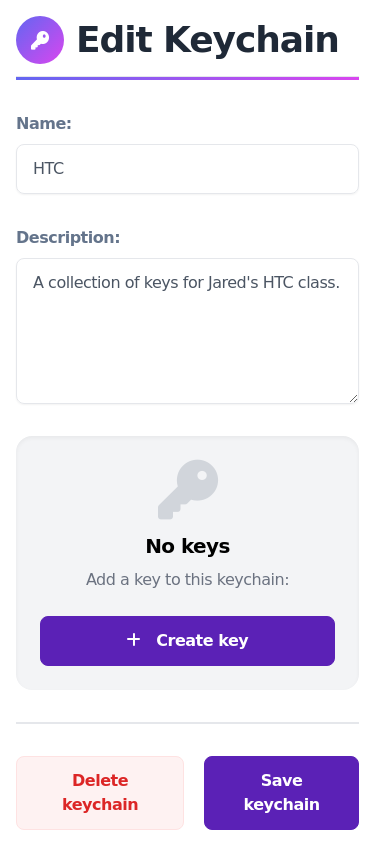 Edit Keychain
Name:
HTC
Description:
A collection of keys for Jared's HTC class.
No keys
Add a key to this keychain:
+ Create key
Delete
keychain
Save
keychain